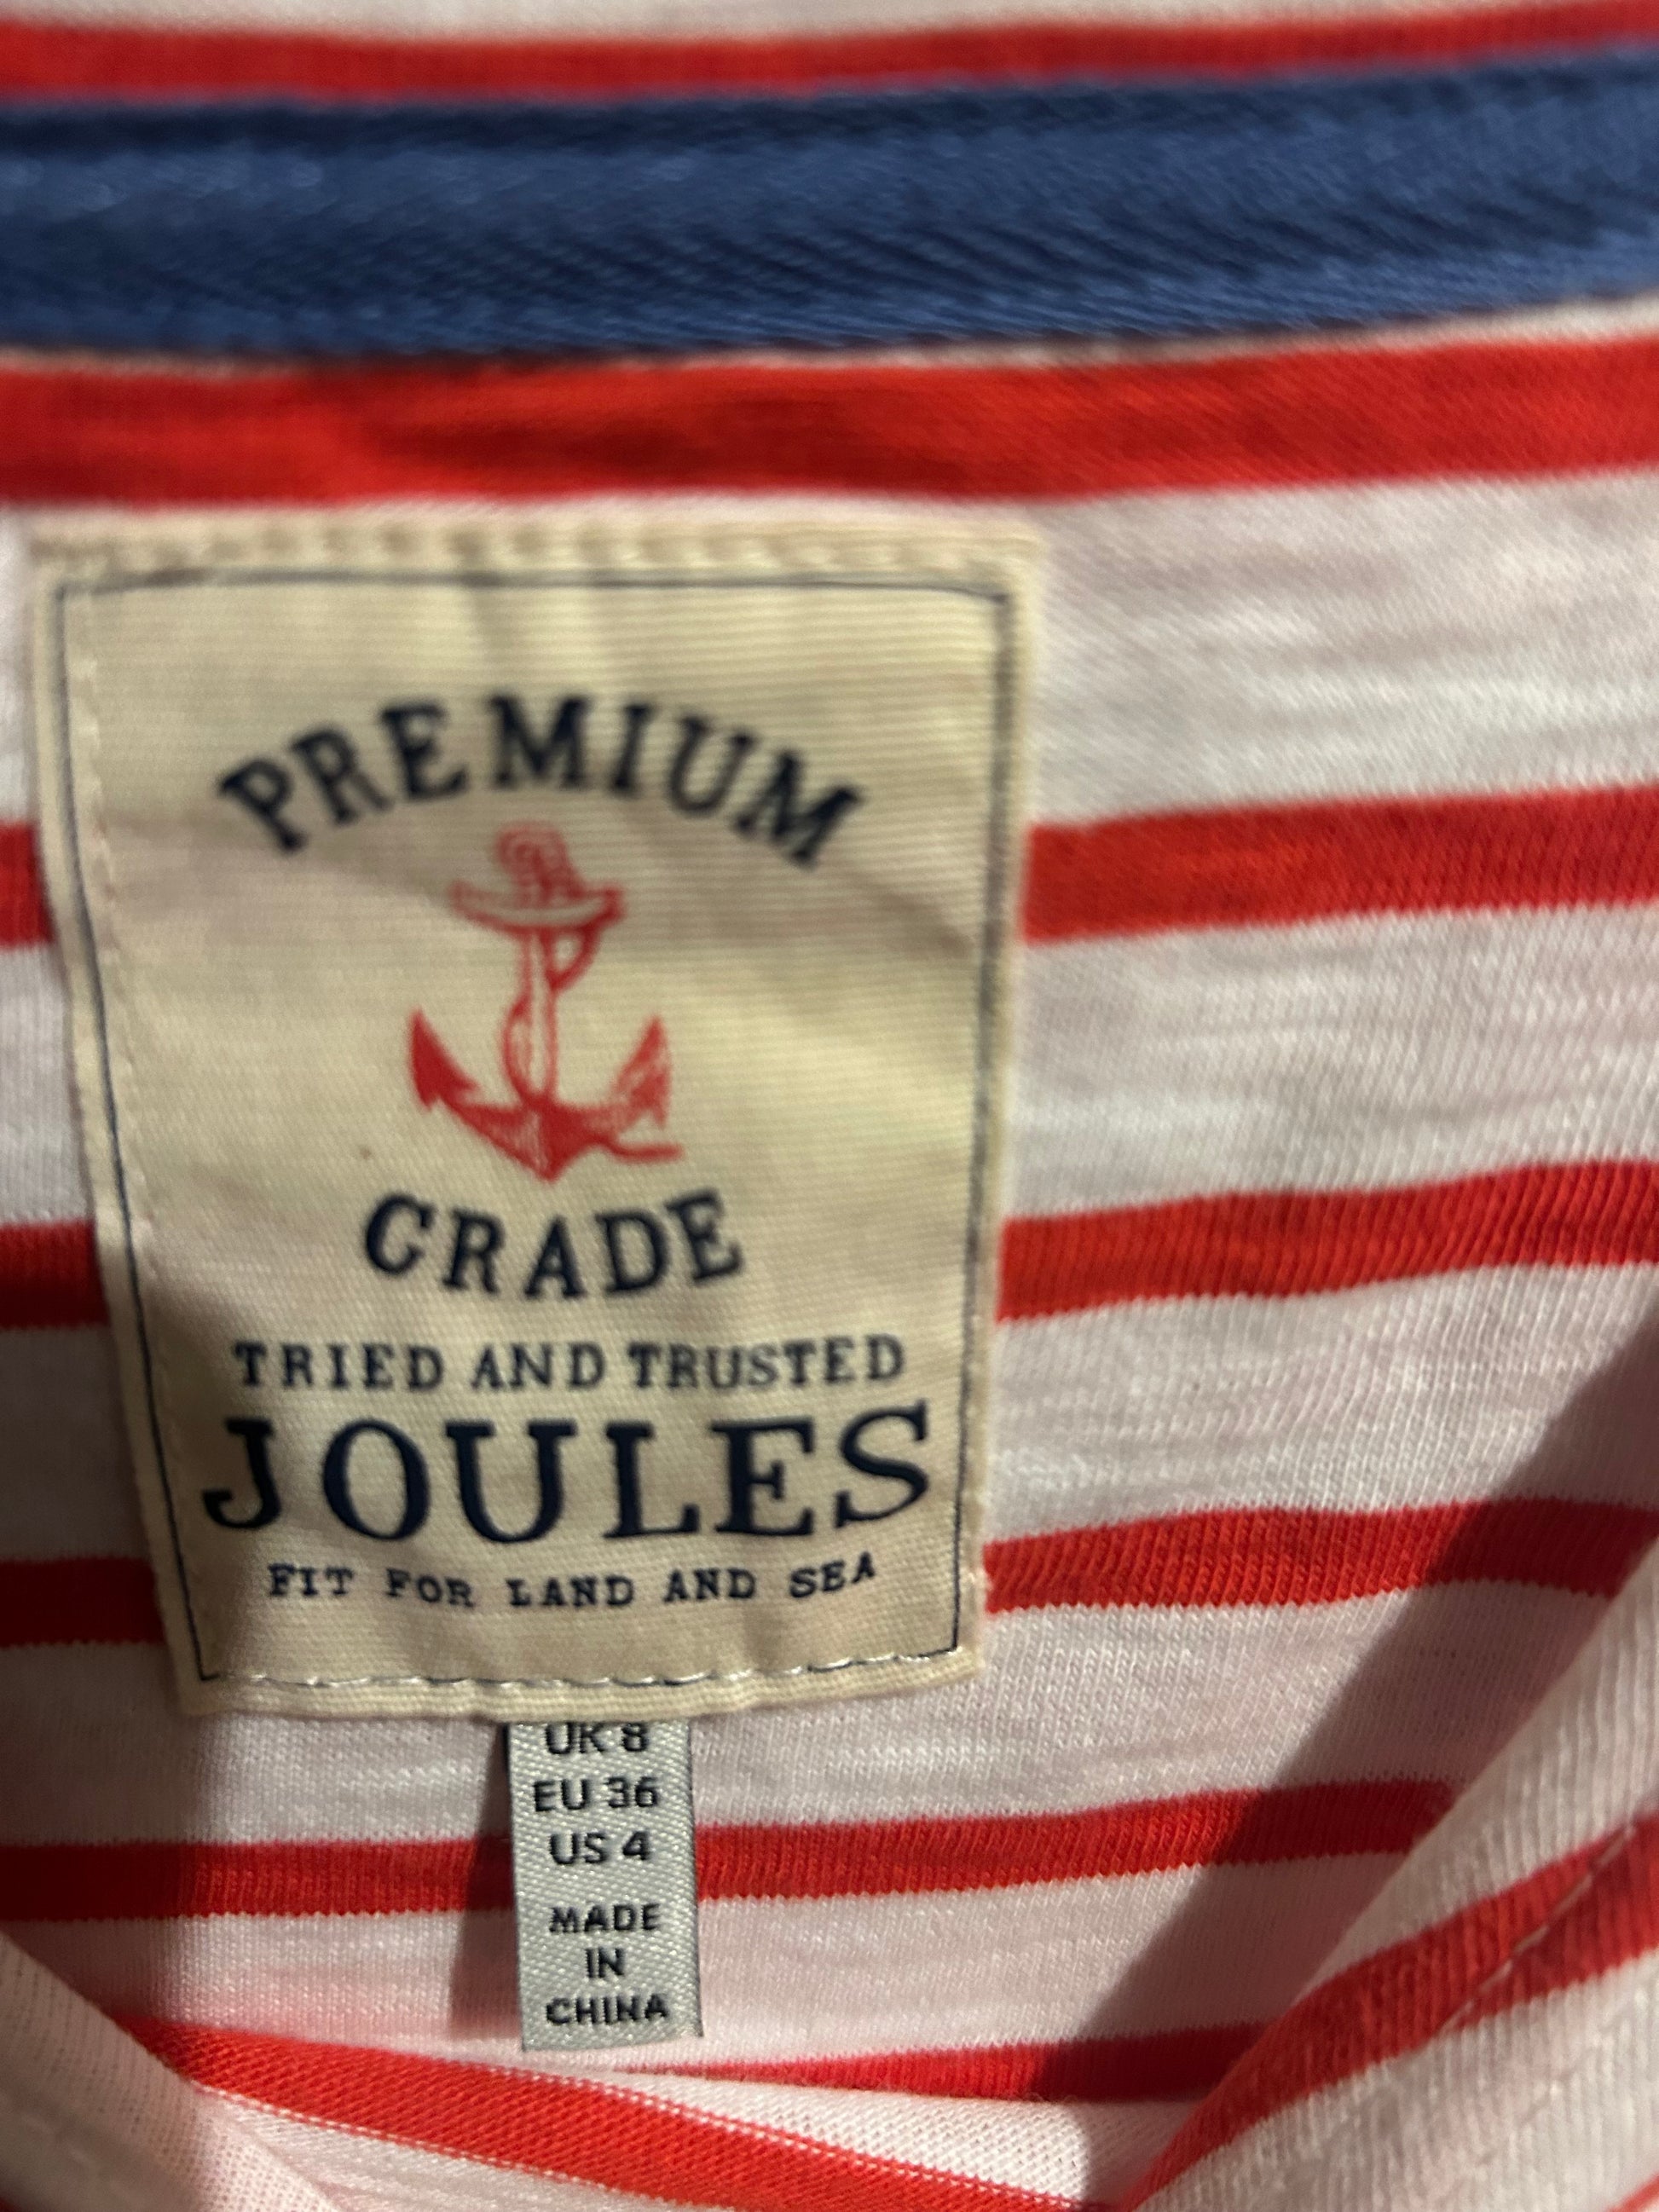 PREMIUM
GRADE
TRIED AND TRUSTED
JOULES
FIT FOR LAND AND SEA
UK 8
EU 36
US 4
MADE
IN
CHINA